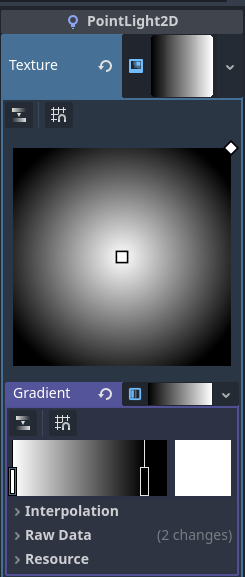 PointLight2D
Texture
Gradient
Interpolation
Raw Data (2 changes)
Resource